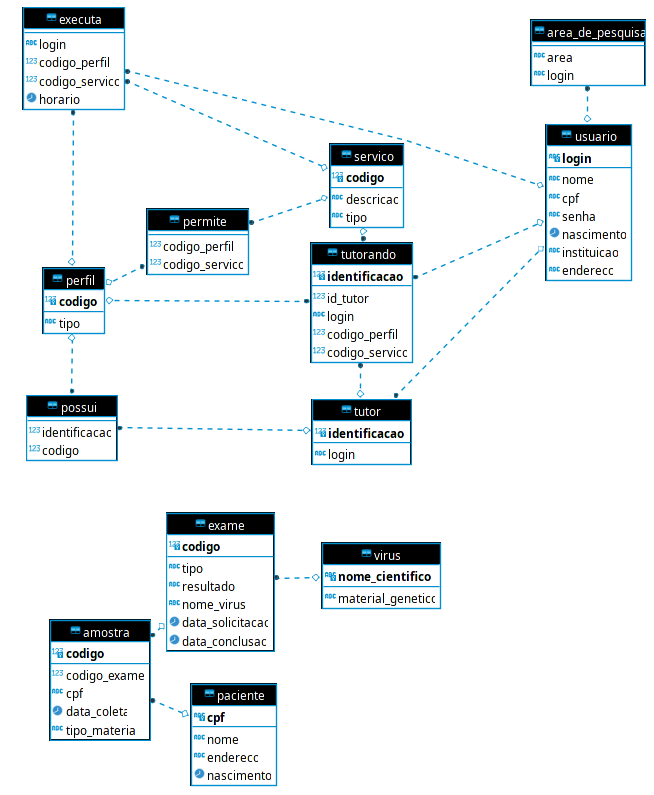 executa
login
codigo_perfil
codigo_servicc
horario
area_de_pesquisa
area
login
usuario
login
nome
cpf
senha
nascimento
instituicao
enderecc
servico
codigo
descricac
tipo
permite
codigo_perfil
codigo_servicc
tutorando
identificacao
id_tutor
login
codigo_perfil
codigo_servicc
perfil
codigo
tipo
possui
identificacac
codigo
tutor
identificacao
login
exame
codigo
tipo
resultado
nome_virus
data_solicitacac
data_conclusac
virus
nome_cientifico
material_geneticc
amostra
codigo
codigo_exame
cpf
data_coleta
tipo_materia
paciente
cpf
nome
enderecc
nascimento